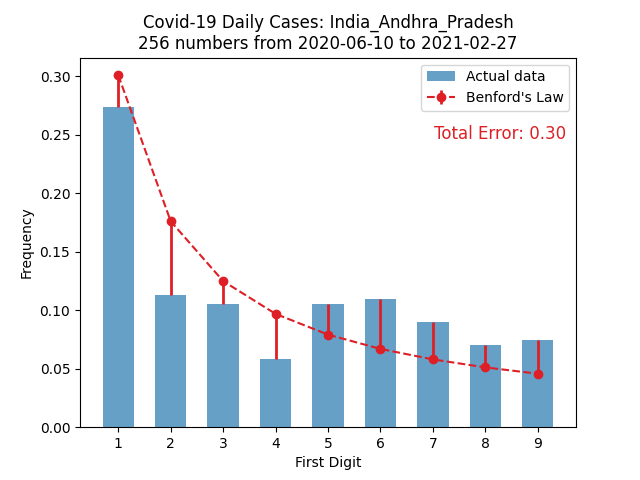 Covid-19 Daily Cases: India_Andhra_Pradesh
256 numbers from 2020-06-10 to 2021-02-27
Actual data
Benford's Law
Total Error: 0.30
Frequency
0.30
0.25
0.20
0.15
0.10
0.05
0.00
1 2 3 4 5 6 7 8 9
First Digit